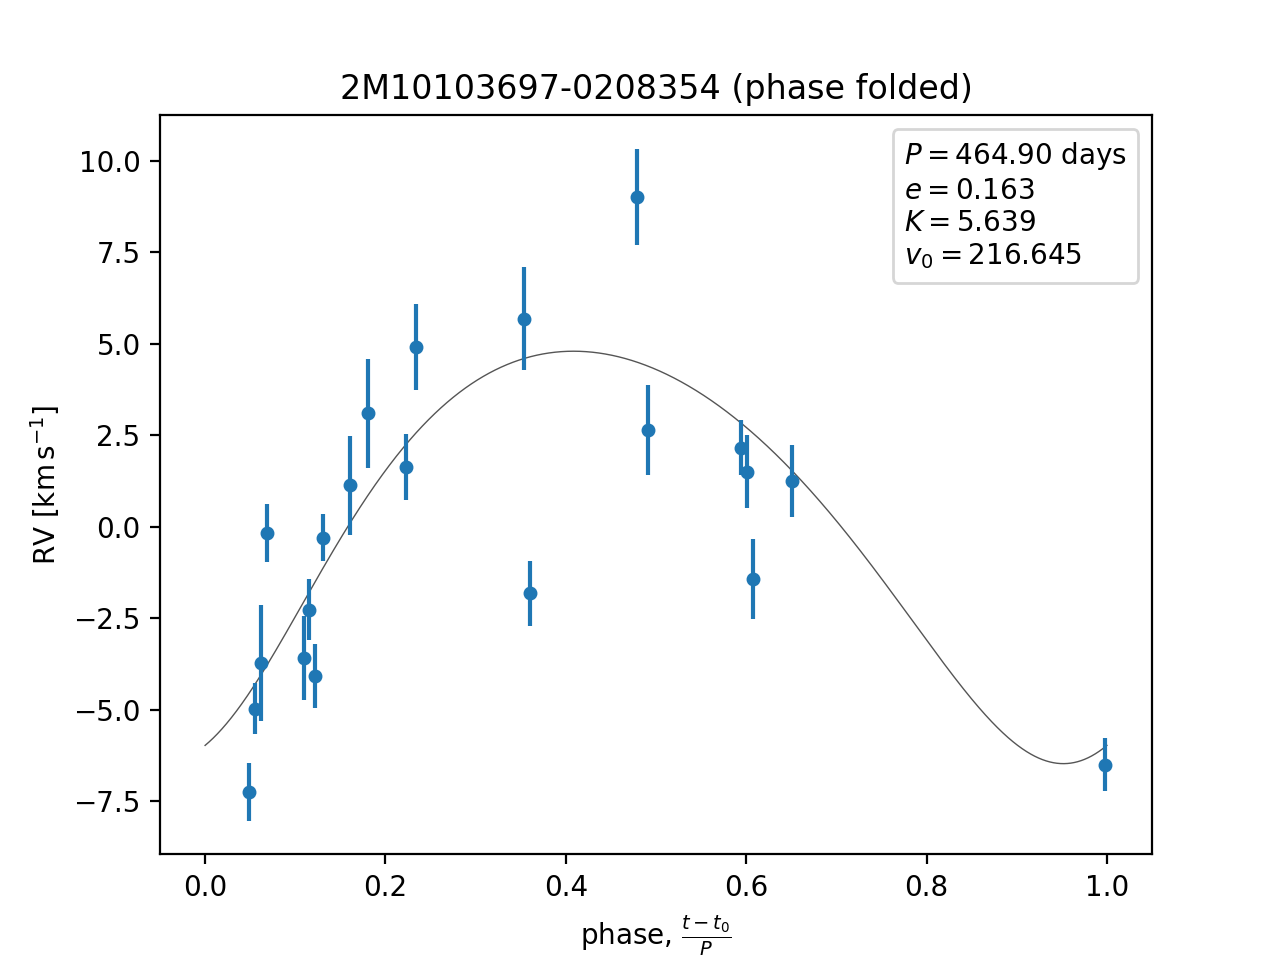 2M10103697-0208354 (phase folded)
P = 464.90 days
e = 0.163
K = 5.639
v₀ = 216.645
10.0
7.5
5.0
2.5
0.0
−2.5
−5.0
−7.5
RV [km s⁻¹]
0.0 0.2 0.4 0.6 0.8 1.0
phase, (t − t₀)/P